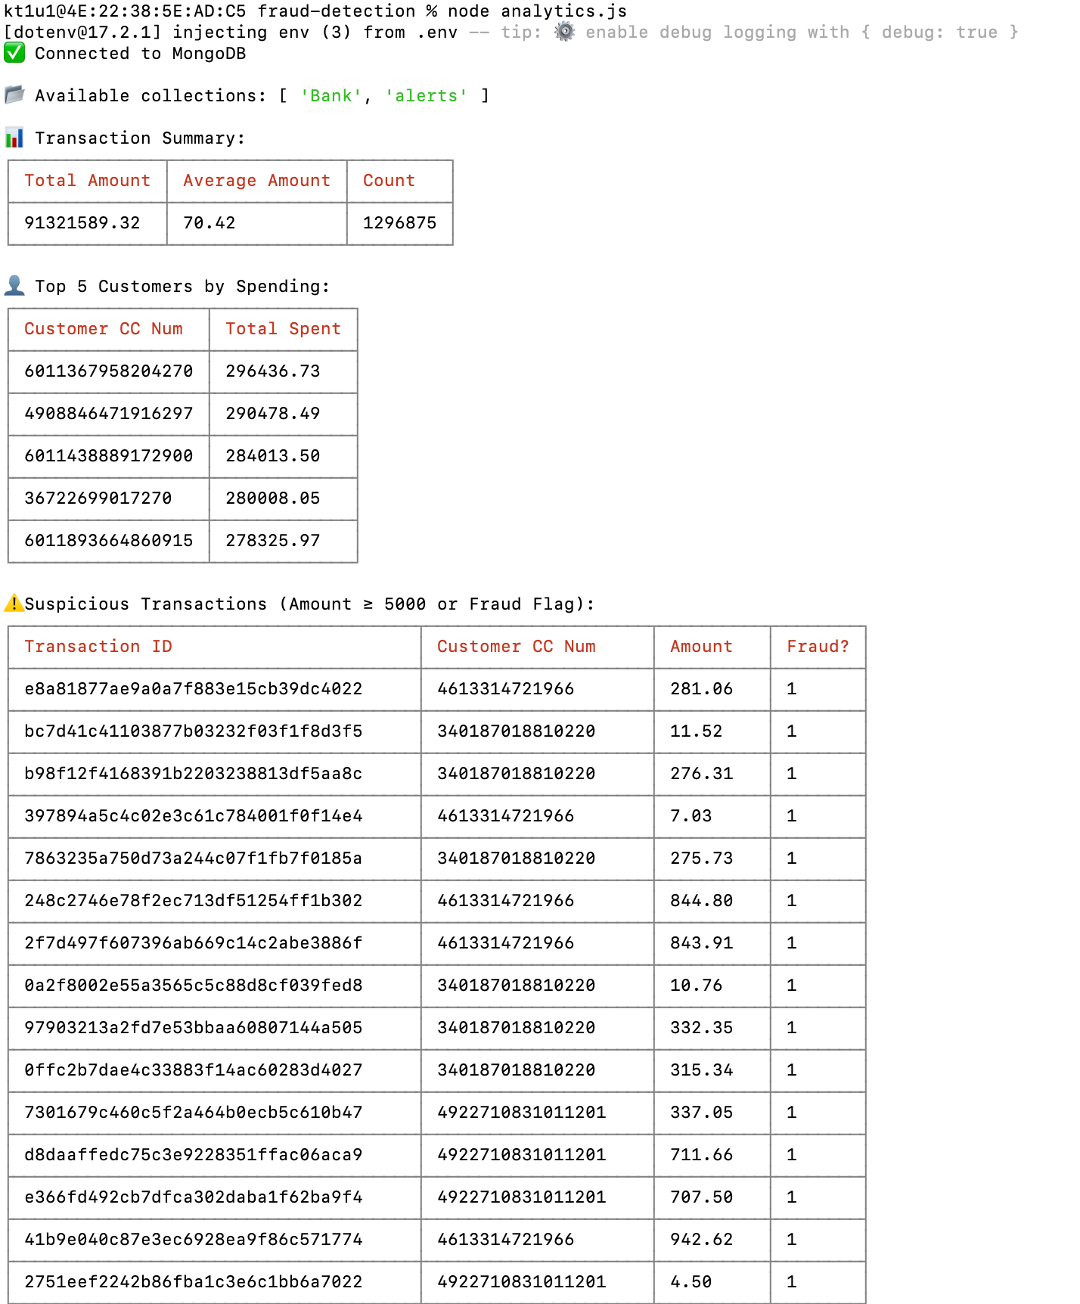 kt1u1@4E:22:38:5E:AD:C5 fraud-detection % node analytics.js
[dotenv@17.2.1] injecting env (3) from .env -- tip: ⚙️ enable debug logging with { debug: true }
✅ Connected to MongoDB
📂 Available collections: [ 'Bank', 'alerts' ]
📊 Transaction Summary:
Total Amount Average Amount Count
91321589.32 70.42 1296875
👤 Top 5 Customers by Spending:
Customer CC Num Total Spent
6011367958204270 296436.73
4908846471916297 290478.49
6011438889172900 284013.50
36722699017270 280008.05
6011893664860915 278325.97
⚠️Suspicious Transactions (Amount ≥ 5000 or Fraud Flag):
Transaction ID Customer CC Num Amount Fraud?
e8a81877ae9a0a7f883e15cb39dc4022 4613314721966 281.06 1
bc7d41c41103877b03232f03f1f8d3f5 340187018810220 11.52 1
b98f12f4168391b2203238813df5aa8c 340187018810220 276.31 1
397894a5c4c02e3c61c784001f0f14e4 4613314721966 7.03 1
7863235a750d73a244c07f1fb7f0185a 340187018810220 275.73 1
248c2746e78f2ec713df51254ff1b302 4613314721966 844.80 1
2f7d497f607396ab669c14c2abe3886f 4613314721966 843.91 1
0a2f8002e55a3565c5c88d8cf039fed8 340187018810220 10.76 1
97903213a2fd7e53bbaa60807144a505 340187018810220 332.35 1
0ffc2b7dae4c33883f14ac60283d4027 340187018810220 315.34 1
7301679c460c5f2a464b0ecb5c610b47 4922710831011201 337.05 1
d8daaffedc75c3e9228351ffac06aca9 4922710831011201 711.66 1
e366fd492cb7dfca302daba1f62ba9f4 4922710831011201 707.50 1
41b9e040c87e3ec6928ea9f86c571774 4613314721966 942.62 1
2751eef2242b86fba1c3e6c1bb6a7022 4922710831011201 4.50 1